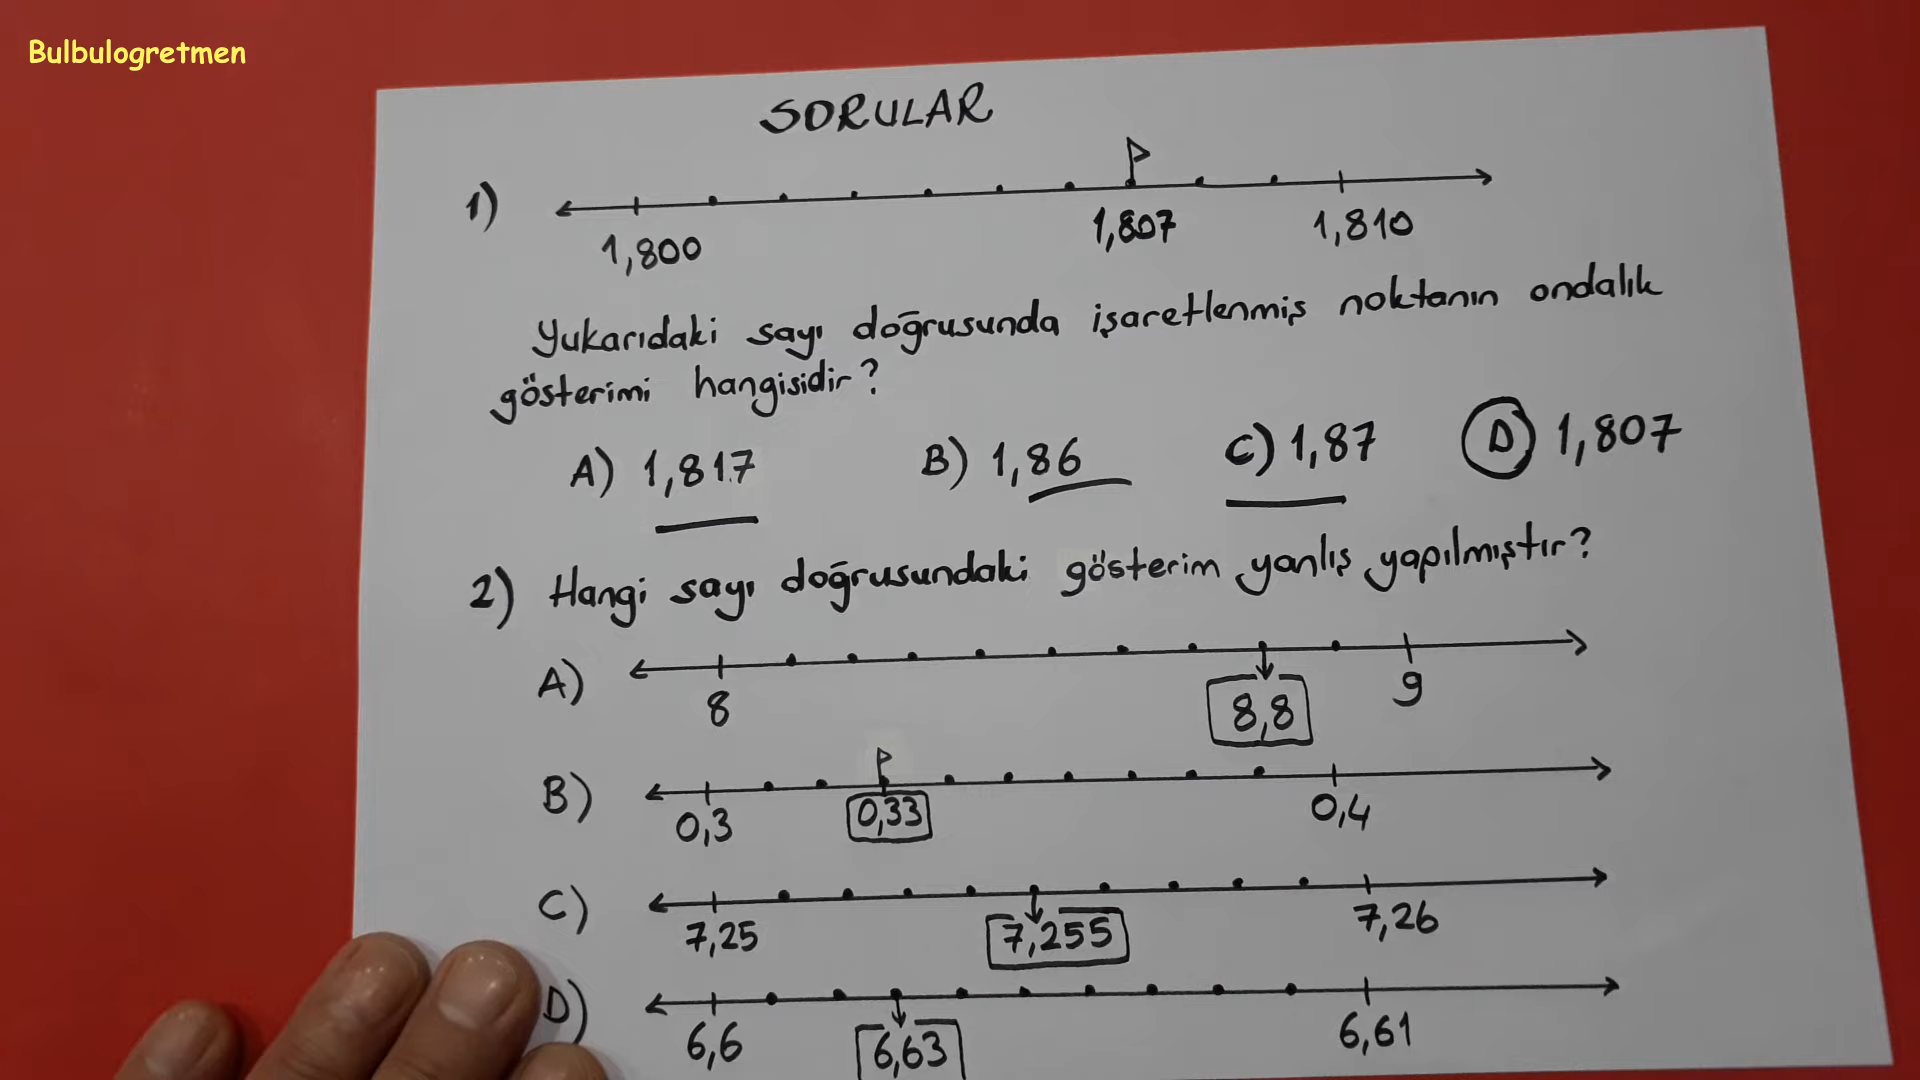 Bulbulogretmen
SORULAR
1)
1,800 1,807 1,810
Yukarıdaki sayı doğrusunda işaretlenmiş noktanın ondalık
gösterimi hangisidir?
A) 1,817 B) 1,86 C) 1,87 D) 1,807
2) Hangi sayı doğrusundaki gösterim yanlış yapılmıştır?
A) 8 8,8 9
B) 0,3 0,33 0,4
C) 7,25 7,255 7,26
D) 6,6 6,63 6,61